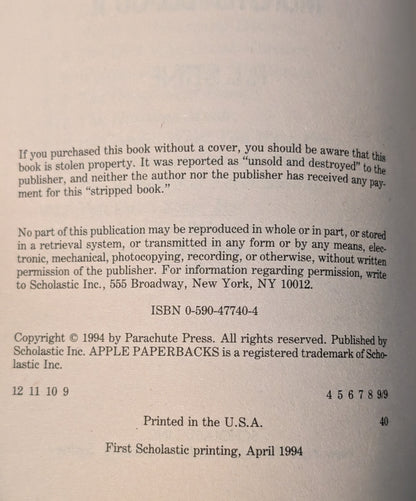 If you purchased this book without a cover, you should be aware that this
book is stolen property. It was reported as "unsold and destroyed" to the
publisher, and neither the author nor the publisher has received any pay-
ment for this "stripped book."
No part of this publication may be reproduced in whole or in part, or stored
in a retrieval system, or transmitted in any form or by any means, elec-
tronic, mechanical, photocopying, recording, or otherwise, without written
permission of the publisher. For information regarding permission, write
to Scholastic Inc., 555 Broadway, New York, NY 10012.
ISBN 0-590-47740-4
Copyright © 1994 by Parachute Press. All rights reserved. Published by
Scholastic Inc. APPLE PAPERBACKS is a registered trademark of Scho-
lastic Inc.
12 11 10 9 4 5 6 7 8 9/9
Printed in the U.S.A. 40
First Scholastic printing, April 1994